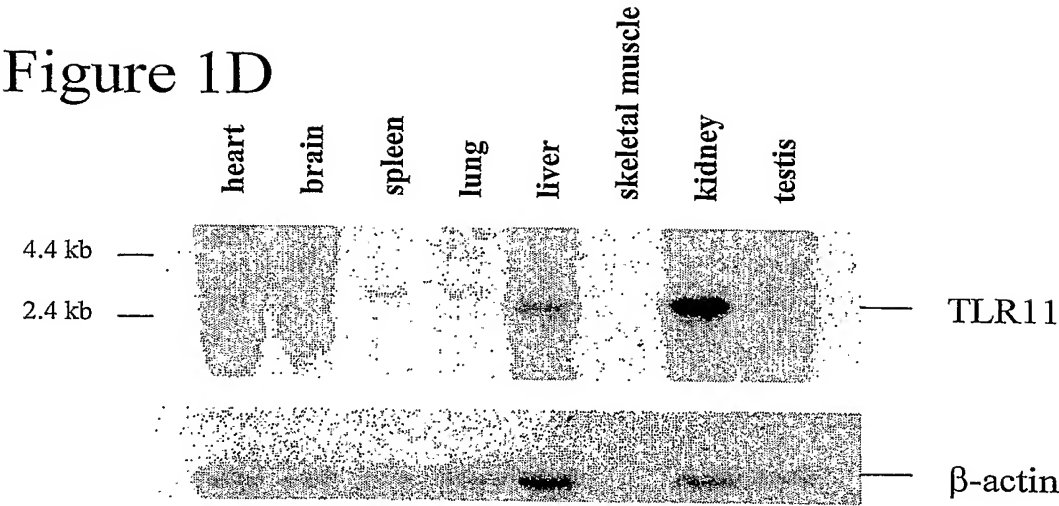 Figure 1D
heart
brain
spleen
lung
liver
skeletal muscle
kidney
testis
4.4 kb
2.4 kb
TLR11
β-actin